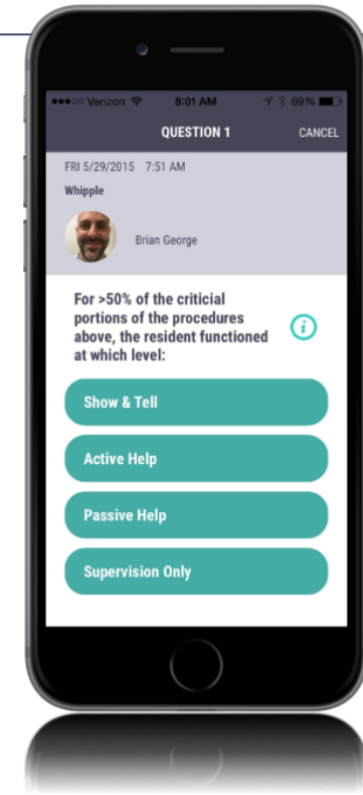 Verizon 8:01 AM 69%
QUESTION 1 CANCEL
FRI 5/29/2015 7:51 AM
Whipple
Brian George
For >50% of the criticial
portions of the procedures
above, the resident functioned
at which level:
i
Show & Tell
Active Help
Passive Help
Supervision Only